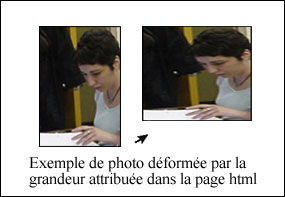 Exemple de photo déformée par la
grandeur attribuée dans la page html